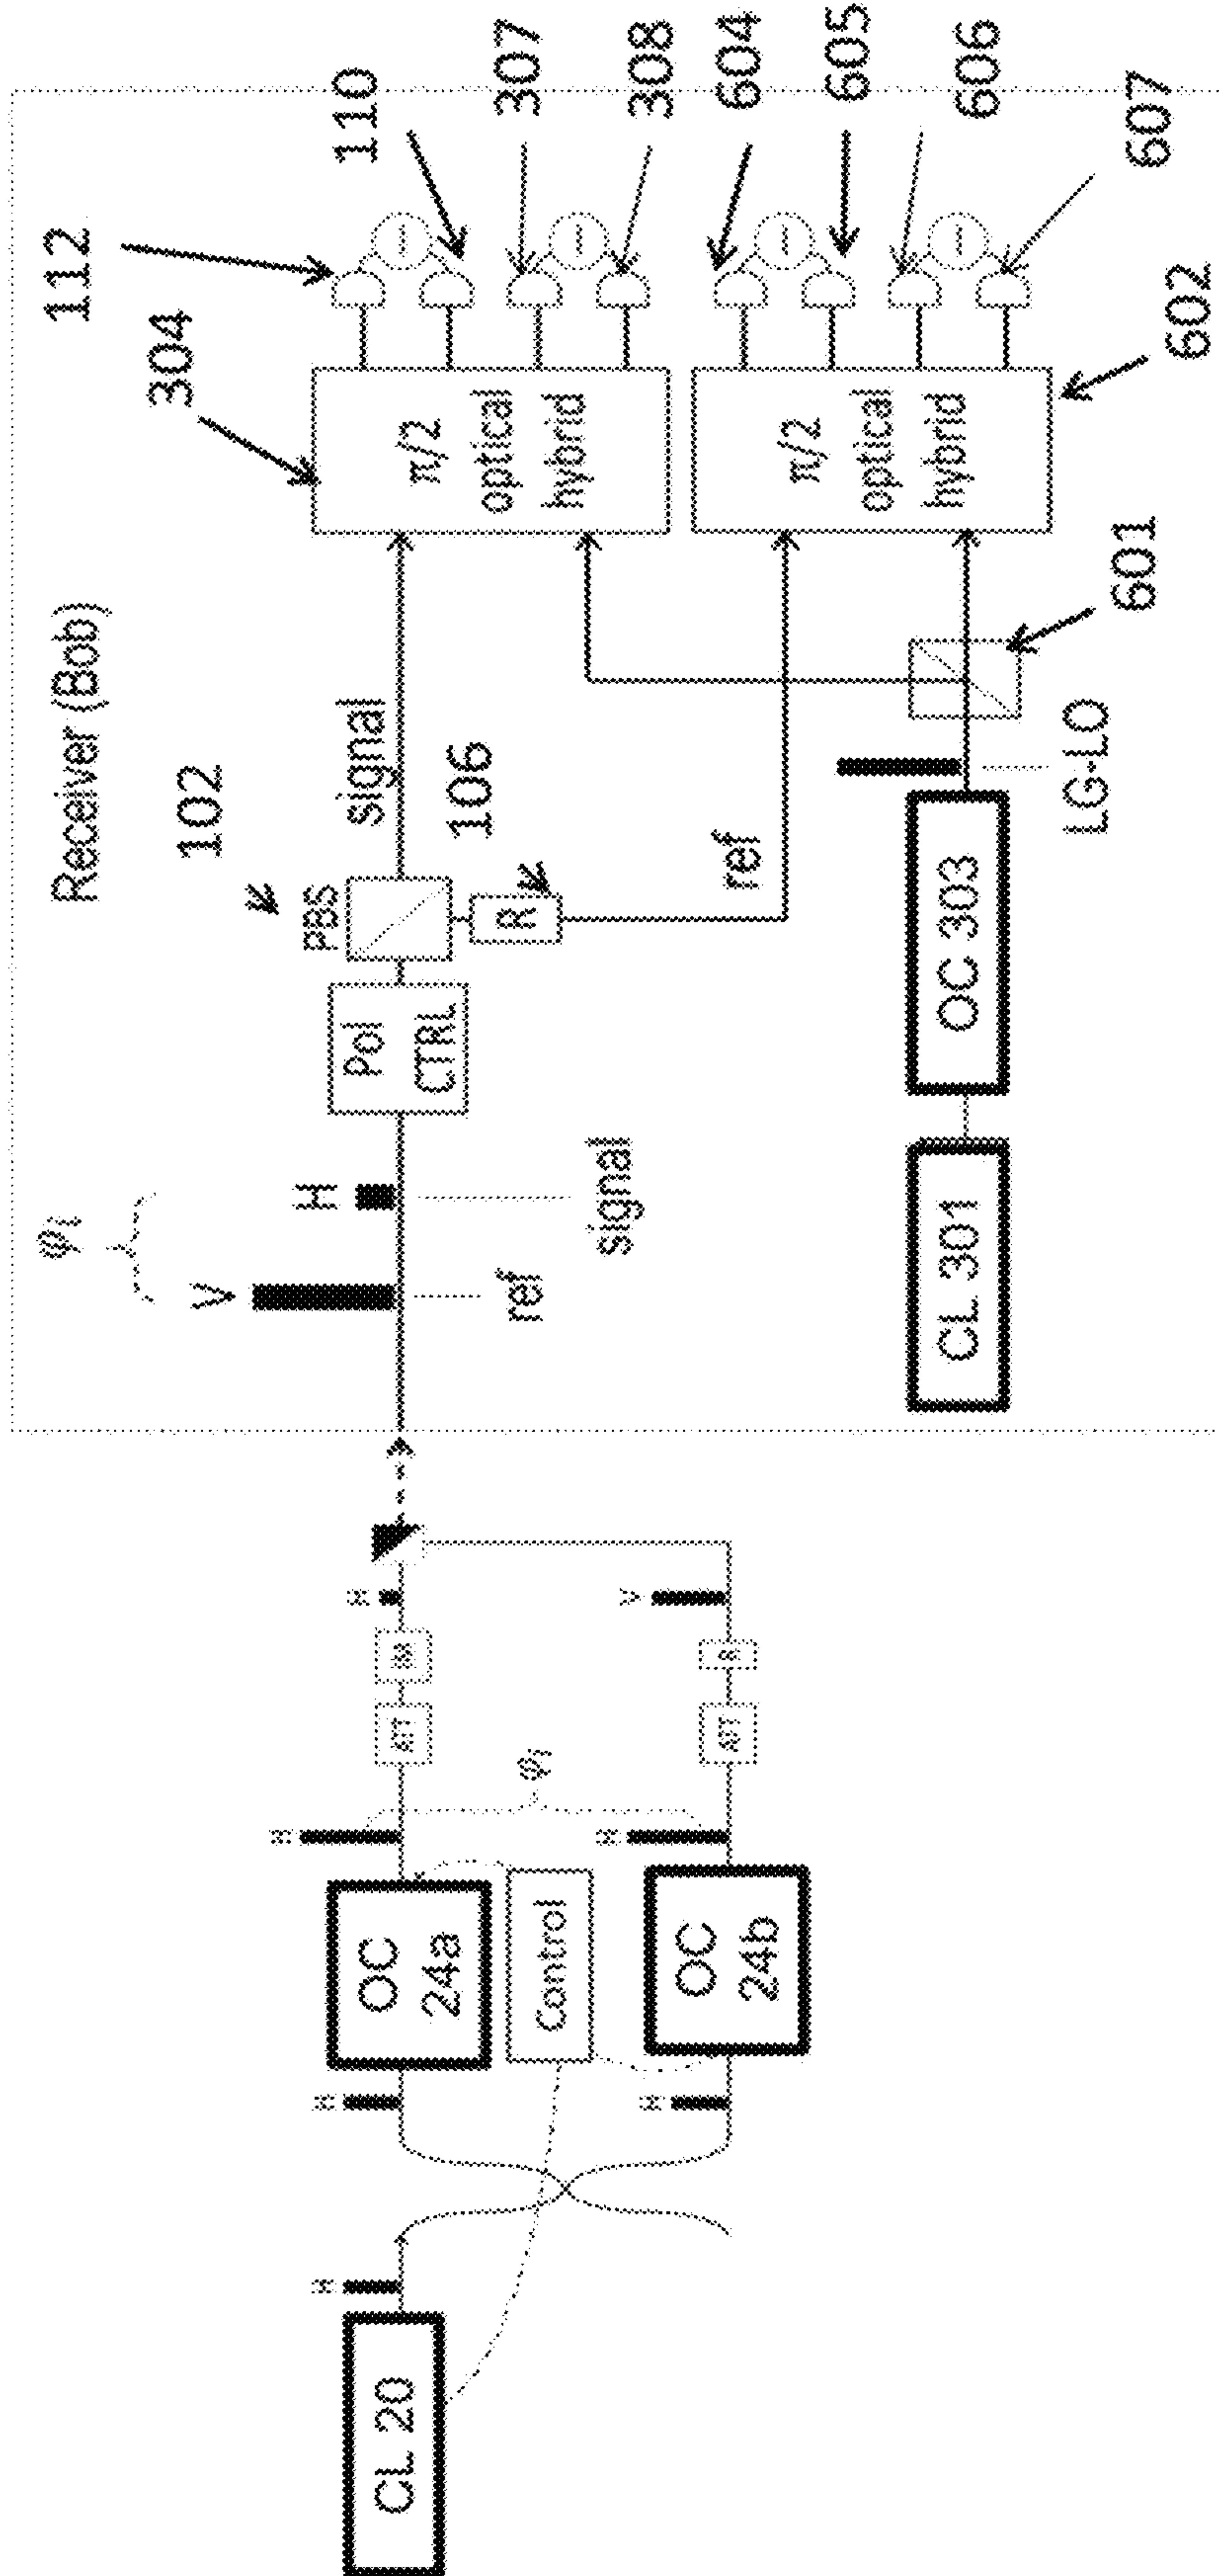 CL 20
H
H
H
OC
24a
Control
OC
24b
H
H
φi
ATT
ATT
R
H
V
Receiver (Bob)
φi
V
H
ref
signal
Pol
CTRL
PBS
102
106
R
signal
ref
CL 301
OC 303
LG-LO
601
304
π/2
optical
hybrid
π/2
optical
hybrid
602
112
110
307
308
604
605
606
607
−
−
−
−